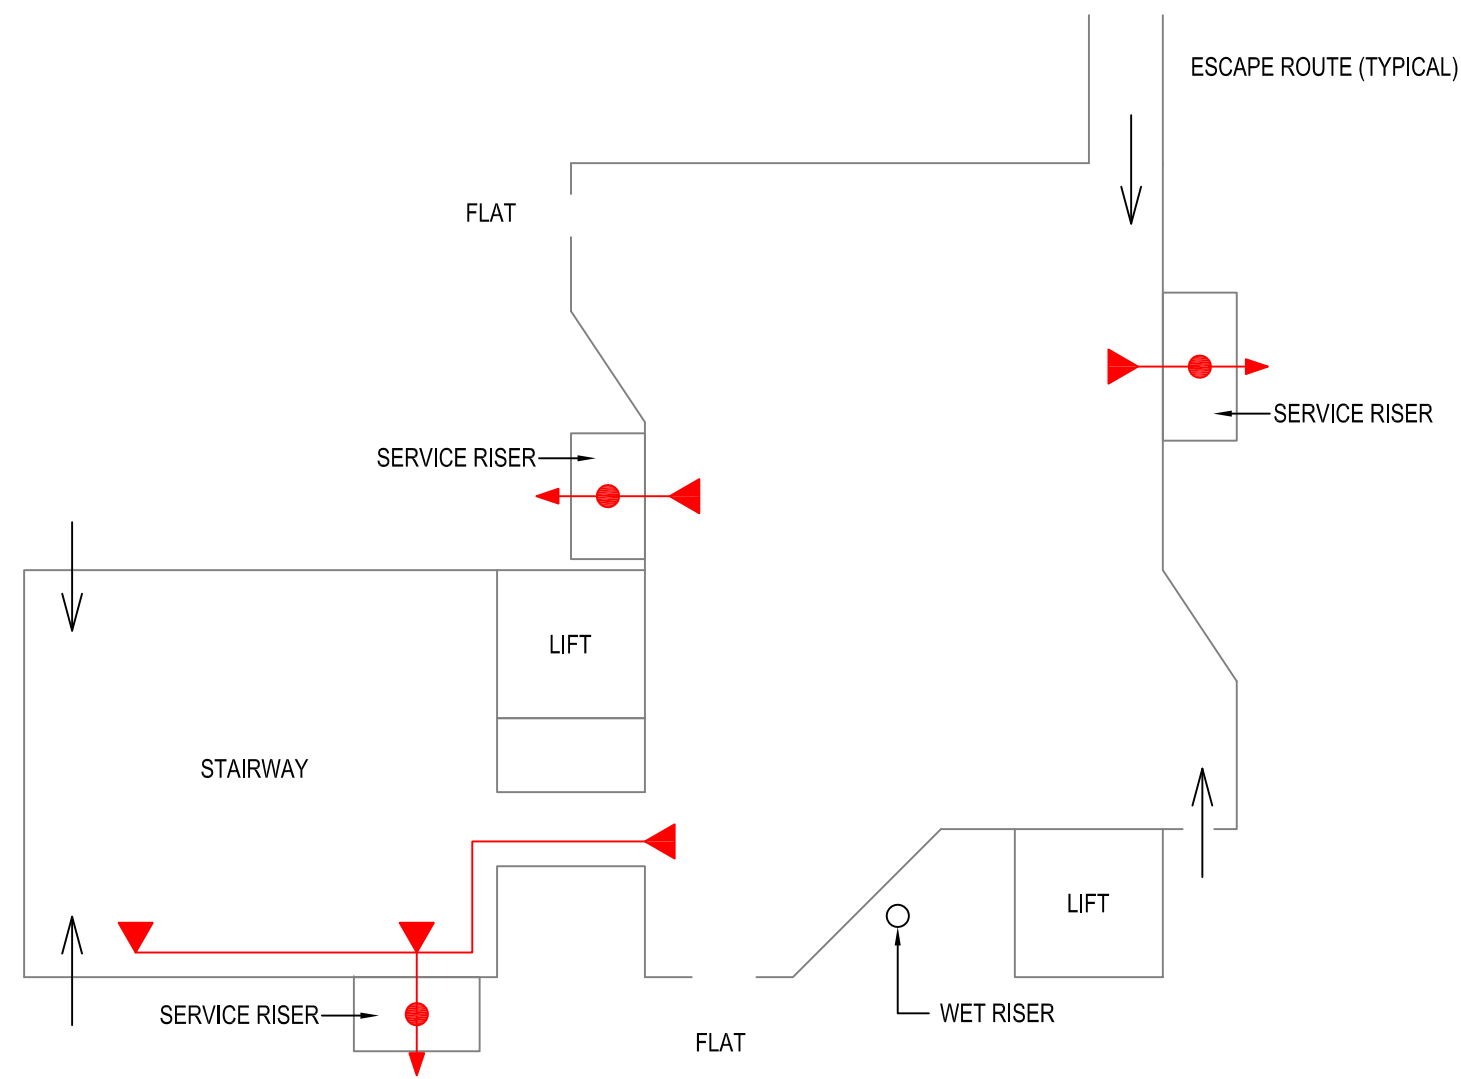 ESCAPE ROUTE (TYPICAL)
FLAT
SERVICE RISER
SERVICE RISER
LIFT
STAIRWAY
LIFT
SERVICE RISER
WET RISER
FLAT